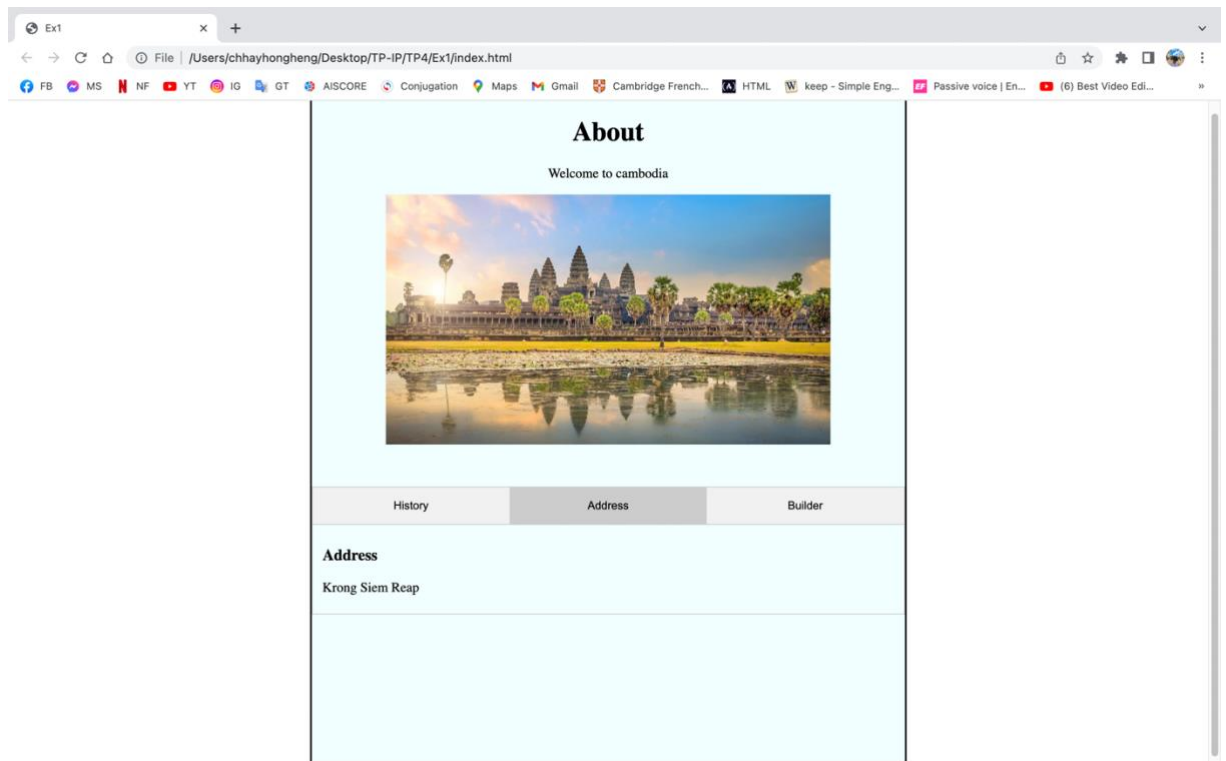 Ex1
File | /Users/chhayhongheng/Desktop/TP-IP/TP4/Ex1/index.html
FB MS NF YT IG GT AISCORE Conjugation Maps Gmail Cambridge French... HTML keep - Simple Eng... Passive voice | En... (6) Best Video Edi... »
About
Welcome to cambodia
History Address Builder
Address
Krong Siem Reap